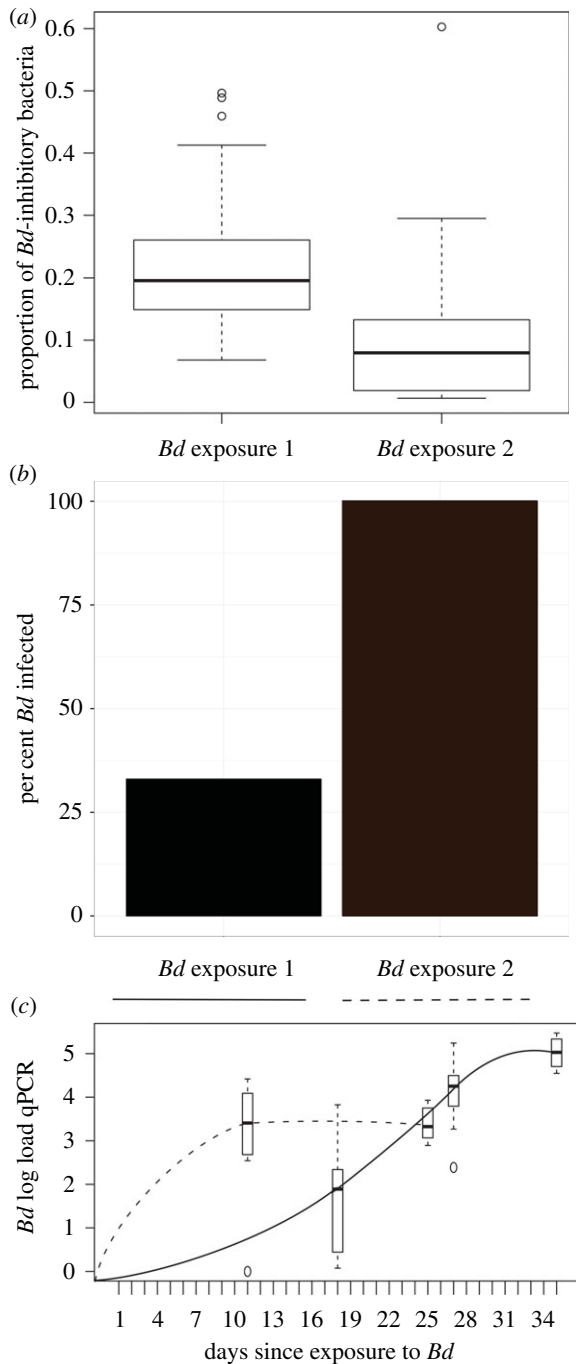 (a)
0.6
0.5
0.4
0.3
0.2
0.1
0
proportion of Bd-inhibitory bacteria
Bd exposure 1 Bd exposure 2
(b)
100
75
50
25
0
per cent Bd infected
Bd exposure 1 Bd exposure 2
(c)
5
4
3
2
1
0
Bd log load qPCR
1 4 7 10 13 16 19 22 25 28 31 34
days since exposure to Bd